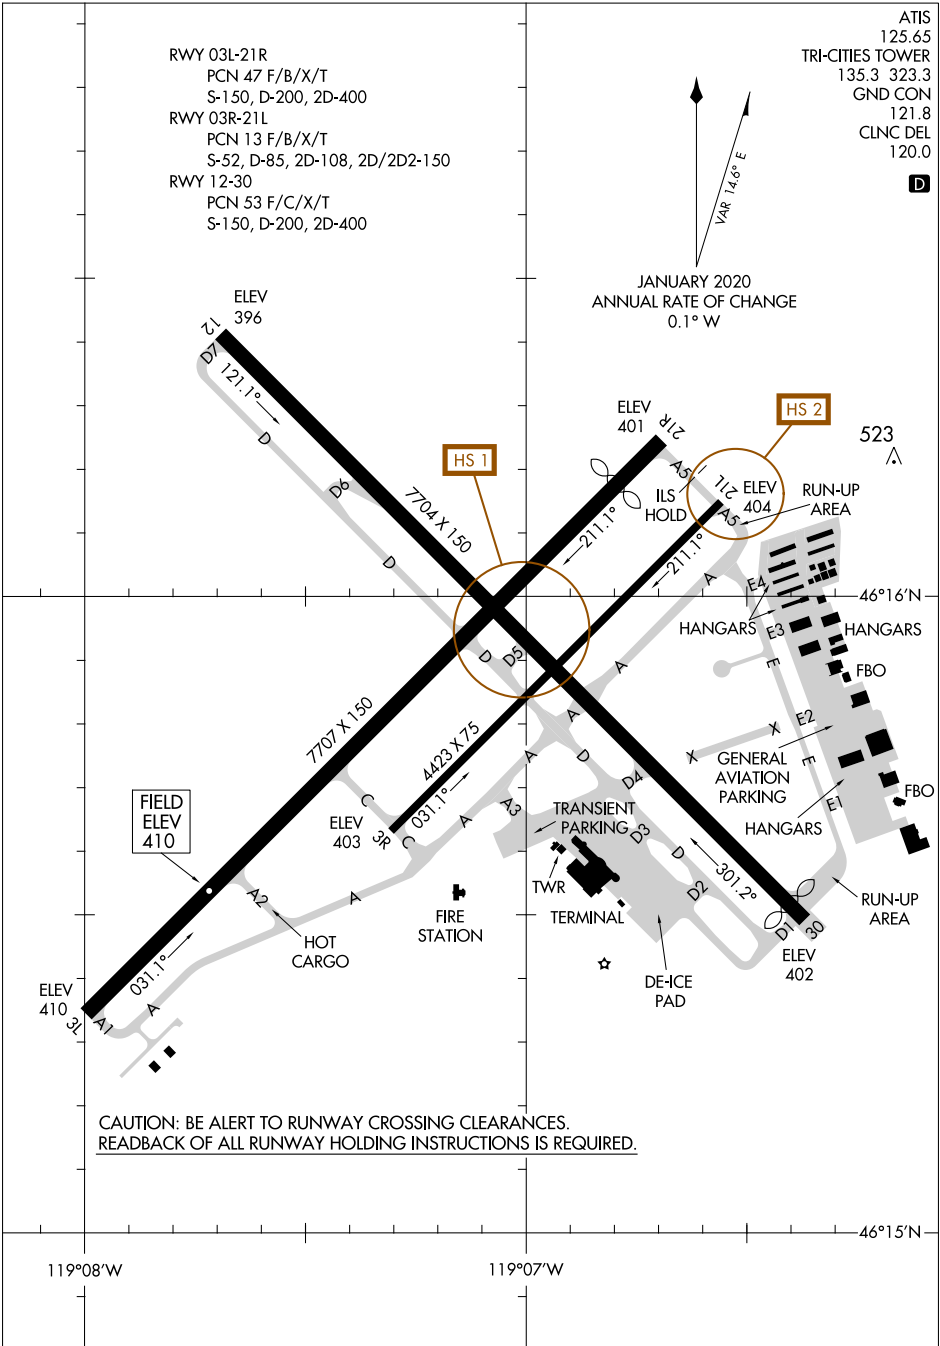 RWY 03L-21R
PCN 47 F/B/X/T
S-150, D-200, 2D-400
RWY 03R-21L
PCN 13 F/B/X/T
S-52, D-85, 2D-108, 2D/2D2-150
RWY 12-30
PCN 53 F/C/X/T
S-150, D-200, 2D-400
ATIS
125.65
TRI-CITIES TOWER
135.3 323.3
GND CON
121.8
CLNC DEL
120.0
D
VAR 14.6° E
JANUARY 2020
ANNUAL RATE OF CHANGE
0.1° W
ELEV
396
12
D7
121.1°
D
D6
7704 X 150
D
HS 1
ELEV
401
21R
HS 2
523
A5
ILS
HOLD
21L
ELEV
404
A5
RUN-UP
AREA
211.1°
211.1°
A
E4
46°16'N
HANGARS
E3
HANGARS
D
D5
A
E
FBO
7707 X 150
4423 X 75
A
A
D
X
X
E2
E
GENERAL
AVIATION
PARKING
D4
FIELD
ELEV
410
C
ELEV
403
3R
C
031.1°
A
A3
TRANSIENT
PARKING
D3
D
HANGARS
E1
FBO
TWR
TERMINAL
D2
301.2°
RUN-UP
AREA
A2
A
HOT
CARGO
FIRE
STATION
D1
30
ELEV
402
DE-ICE
PAD
031.1°
ELEV
410
3L
A1
A
CAUTION: BE ALERT TO RUNWAY CROSSING CLEARANCES.
READBACK OF ALL RUNWAY HOLDING INSTRUCTIONS IS REQUIRED.
46°15'N
119°08'W
119°07'W